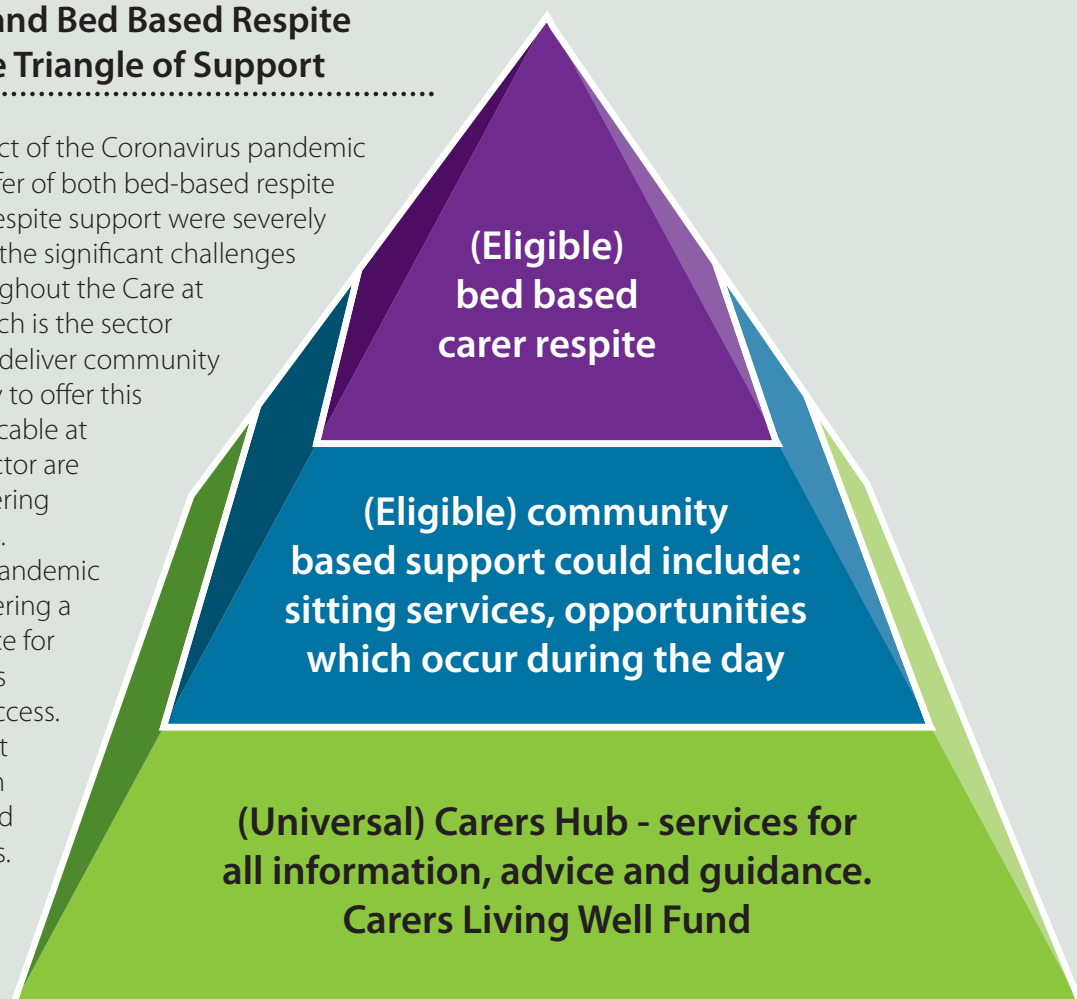 and Bed Based Respite
e Triangle of Support
ct of the Coronavirus pandemic
fer of both bed-based respite
espite support were severely
the significant challenges
ghout the Care at
ch is the sector
deliver community
y to offer this
cable at
ctor are
ering
.
andemic
ering a
ce for
s
ccess.
t
n
d
s.
(Eligible)
bed based
carer respite
(Eligible) community
based support could include:
sitting services, opportunities
which occur during the day
(Universal) Carers Hub - services for
all information, advice and guidance.
Carers Living Well Fund